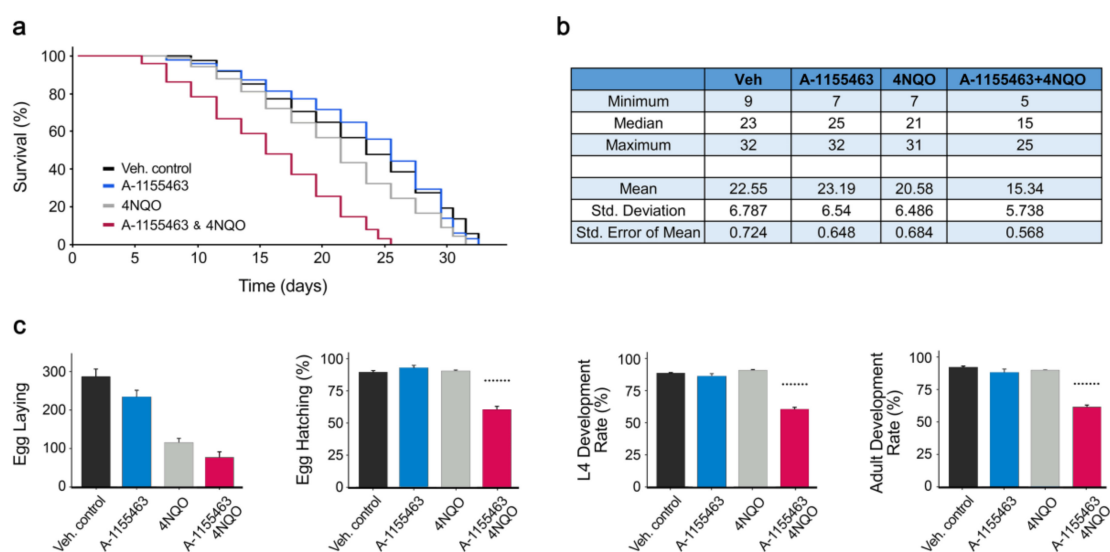 a
b
100
80
60
40
20
0
Survival (%)
Veh. control
A-1155463
4NQO
A-1155463 & 4NQO
0 5 10 15 20 25 30
Time (days)
Veh A-1155463 4NQO A-1155463+4NQO
Minimum 9 7 7 5
Median 23 25 21 15
Maximum 32 32 31 25
Mean 22.55 23.19 20.58 15.34
Std. Deviation 6.787 6.54 6.486 5.738
Std. Error of Mean 0.724 0.648 0.684 0.568
c
Egg Laying
300
200
100
0
Veh. control
A-1155463
4NQO
A-1155463
4NQO
Egg Hatching (%)
100
75
50
25
0
Veh. control
A-1155463
4NQO
A-1155463
4NQO
L4 Development
Rate (%)
100
75
50
25
0
Veh. control
A-1155463
4NQO
A-1155463
4NQO
Adult Development
Rate (%)
100
75
50
25
0
Veh. control
A-1155463
4NQO
A-1155463
4NQO